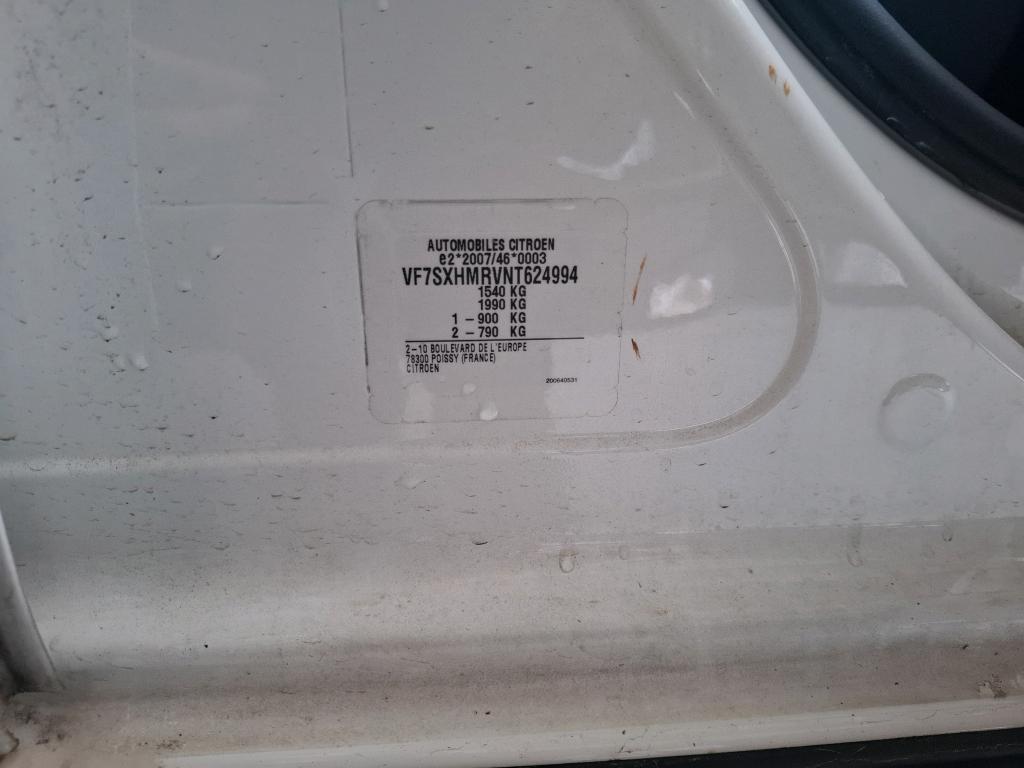 AUTOMOBILES CITROEN
e2*2007/46*0003
VF7SXHMRVNT624994
1540 KG
1990 KG
1 – 900 KG
2 – 790 KG
2–10 BOULEVARD DE L'EUROPE
78300 POISSY (FRANCE)
CITROEN
200640531